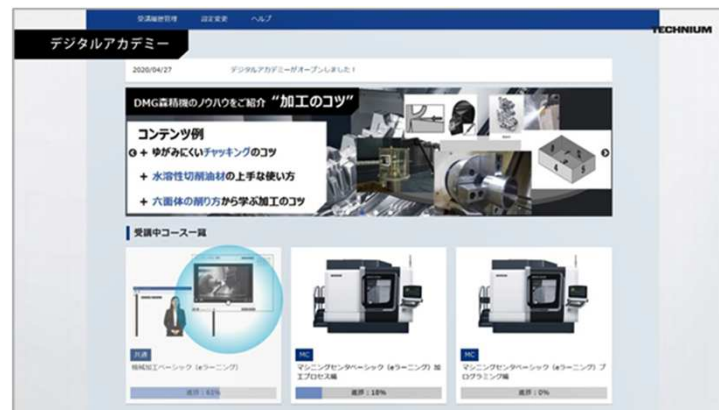 受講履歴管理 設定変更 ヘルプ
TECHNIUM
デジタルアカデミー
2020/04/27 デジタルアカデミーがオープンしました！
DMG森精機のノウハウをご紹介 “加工のコツ”
コンテンツ例
+ ゆがみにくいチャッキングのコツ
+ 水溶性切削油材の上手な使い方
+ 六面体の削り方から学ぶ加工のコツ
受講中コース一覧
共通
MC
MC
機械加工ベーシック（eラーニング）
マシニングセンタベーシック（eラーニング）加
工プロセス編
マシニングセンタベーシック（eラーニング）プ
ログラミング編
進捗：63%
進捗：18%
進捗：0%